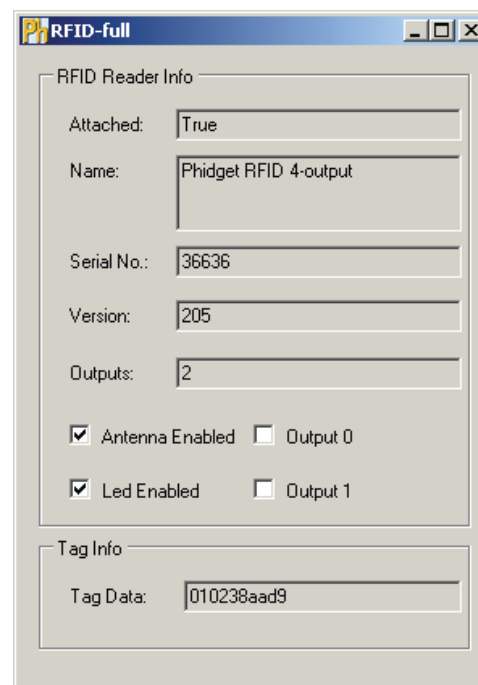 Ph RFID-full
RFID Reader Info
Attached: True
Name: Phidget RFID 4-output
Serial No.: 36636
Version: 205
Outputs: 2
Antenna Enabled Output 0
Led Enabled Output 1
Tag Info
Tag Data: 010238aad9